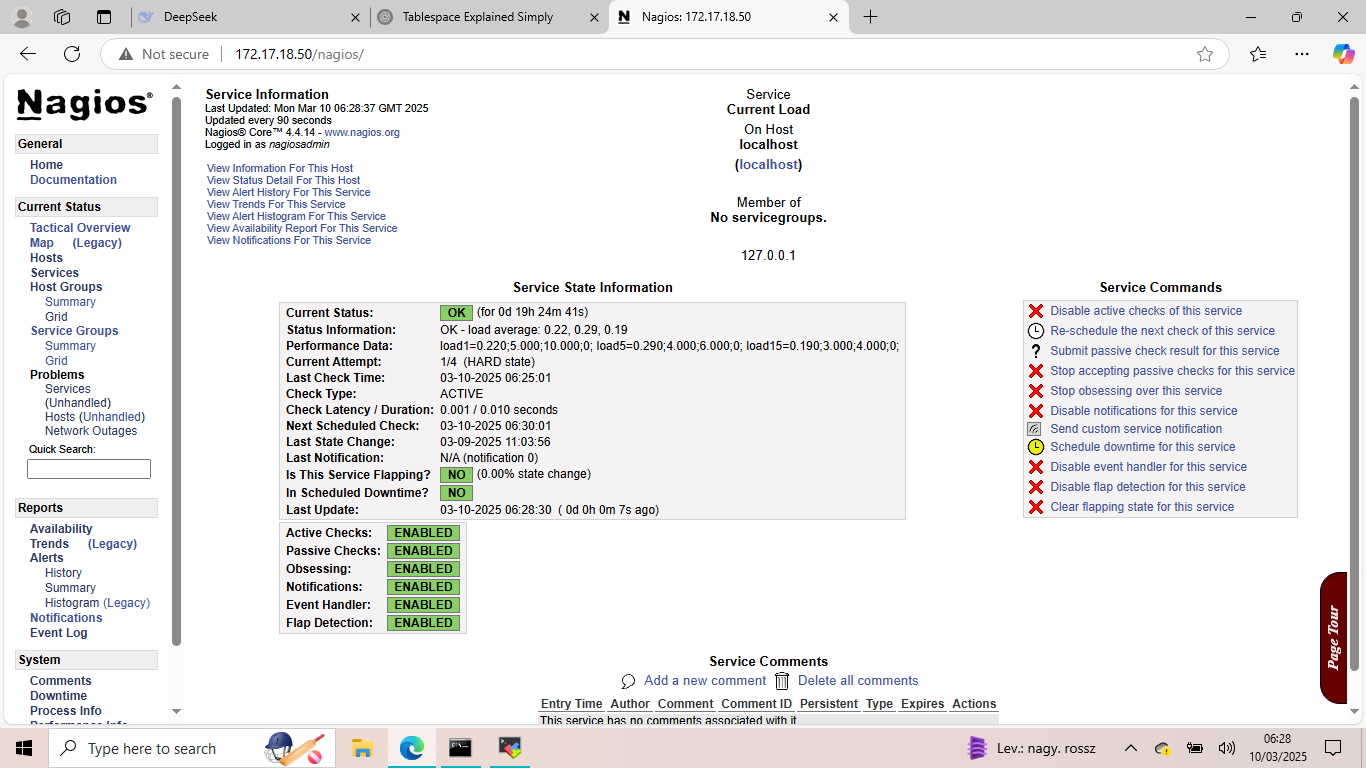 DeepSeek
Tablespace Explained Simply
Nagios: 172.17.18.50
Not secure
172.17.18.50/nagios/
Nagios®
General
Home
Documentation
Current Status
Tactical Overview
Map (Legacy)
Hosts
Services
Host Groups
Summary
Grid
Service Groups
Summary
Grid
Problems
Services
(Unhandled)
Hosts (Unhandled)
Network Outages
Quick Search:
Reports
Availability
Trends (Legacy)
Alerts
History
Summary
Histogram (Legacy)
Notifications
Event Log
System
Comments
Downtime
Process Info
Performance Info
Service Information
Last Updated: Mon Mar 10 06:28:37 GMT 2025
Updated every 90 seconds
Nagios® Core™ 4.4.14 - www.nagios.org
Logged in as nagiosadmin
View Information For This Host
View Status Detail For This Host
View Alert History For This Service
View Trends For This Service
View Alert Histogram For This Service
View Availability Report For This Service
View Notifications For This Service
Service
Current Load
On Host
localhost
(localhost)
Member of
No servicegroups.
127.0.0.1
Service State Information
Current Status: OK (for 0d 19h 24m 41s)
Status Information: OK - load average: 0.22, 0.29, 0.19
Performance Data: load1=0.220;5.000;10.000;0; load5=0.290;4.000;6.000;0; load15=0.190;3.000;4.000;0;
Current Attempt: 1/4 (HARD state)
Last Check Time: 03-10-2025 06:25:01
Check Type: ACTIVE
Check Latency / Duration: 0.001 / 0.010 seconds
Next Scheduled Check: 03-10-2025 06:30:01
Last State Change: 03-09-2025 11:03:56
Last Notification: N/A (notification 0)
Is This Service Flapping? NO (0.00% state change)
In Scheduled Downtime? NO
Last Update: 03-10-2025 06:28:30 ( 0d 0h 0m 7s ago)
Active Checks: ENABLED
Passive Checks: ENABLED
Obsessing: ENABLED
Notifications: ENABLED
Event Handler: ENABLED
Flap Detection: ENABLED
Service Commands
Disable active checks of this service
Re-schedule the next check of this service
Submit passive check result for this service
Stop accepting passive checks for this service
Stop obsessing over this service
Disable notifications for this service
Send custom service notification
Schedule downtime for this service
Disable event handler for this service
Disable flap detection for this service
Clear flapping state for this service
Page Tour
Service Comments
Add a new comment Delete all comments
Entry Time Author Comment Comment ID Persistent Type Expires Actions
This service has no comments associated with it
Type here to search
Lev.: nagy. rossz
06:28
10/03/2025